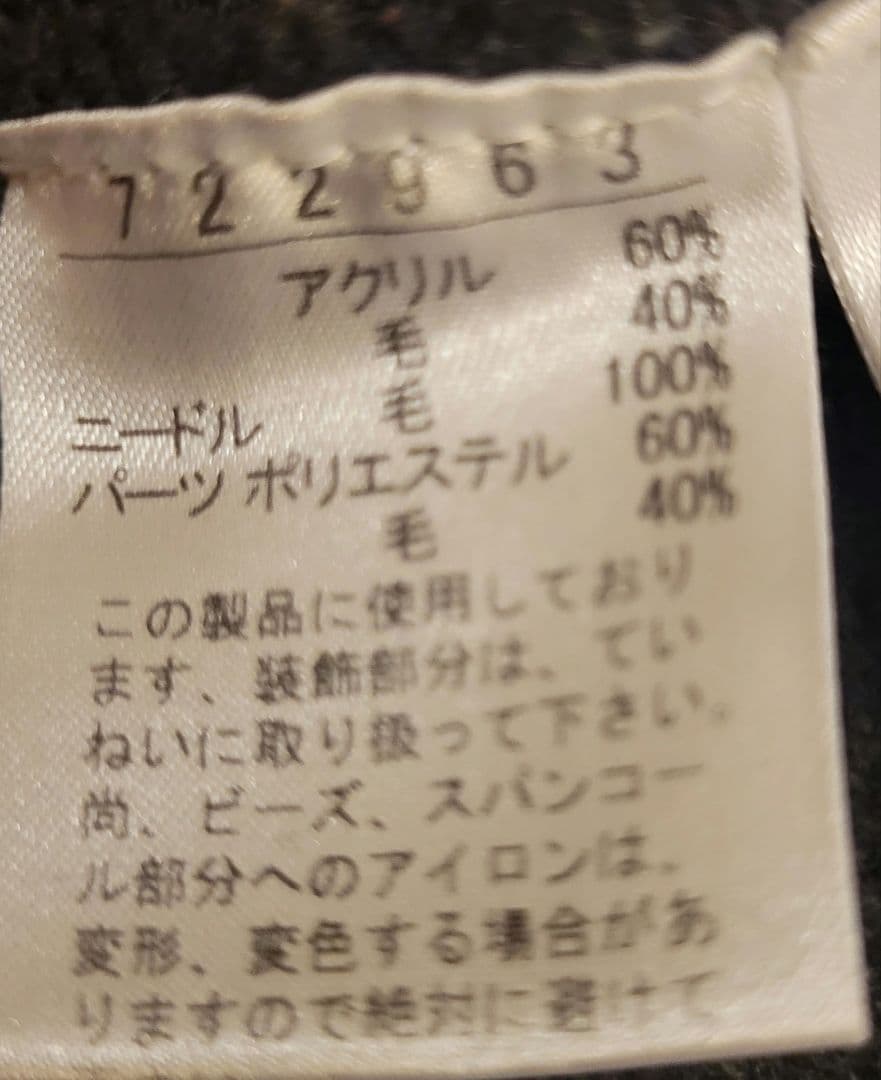 722963
アクリル 60%
毛 40%
ニードル 毛 100%
パーツ ポリエステル 60%
毛 40%
この製品に使用しており
ます、装飾部分は、てい
ねいに取り扱って下さい。
尚、ビーズ、スパンコー
ル部分へのアイロンは、
変形、変色する場合があ
りますので絶対に避けて